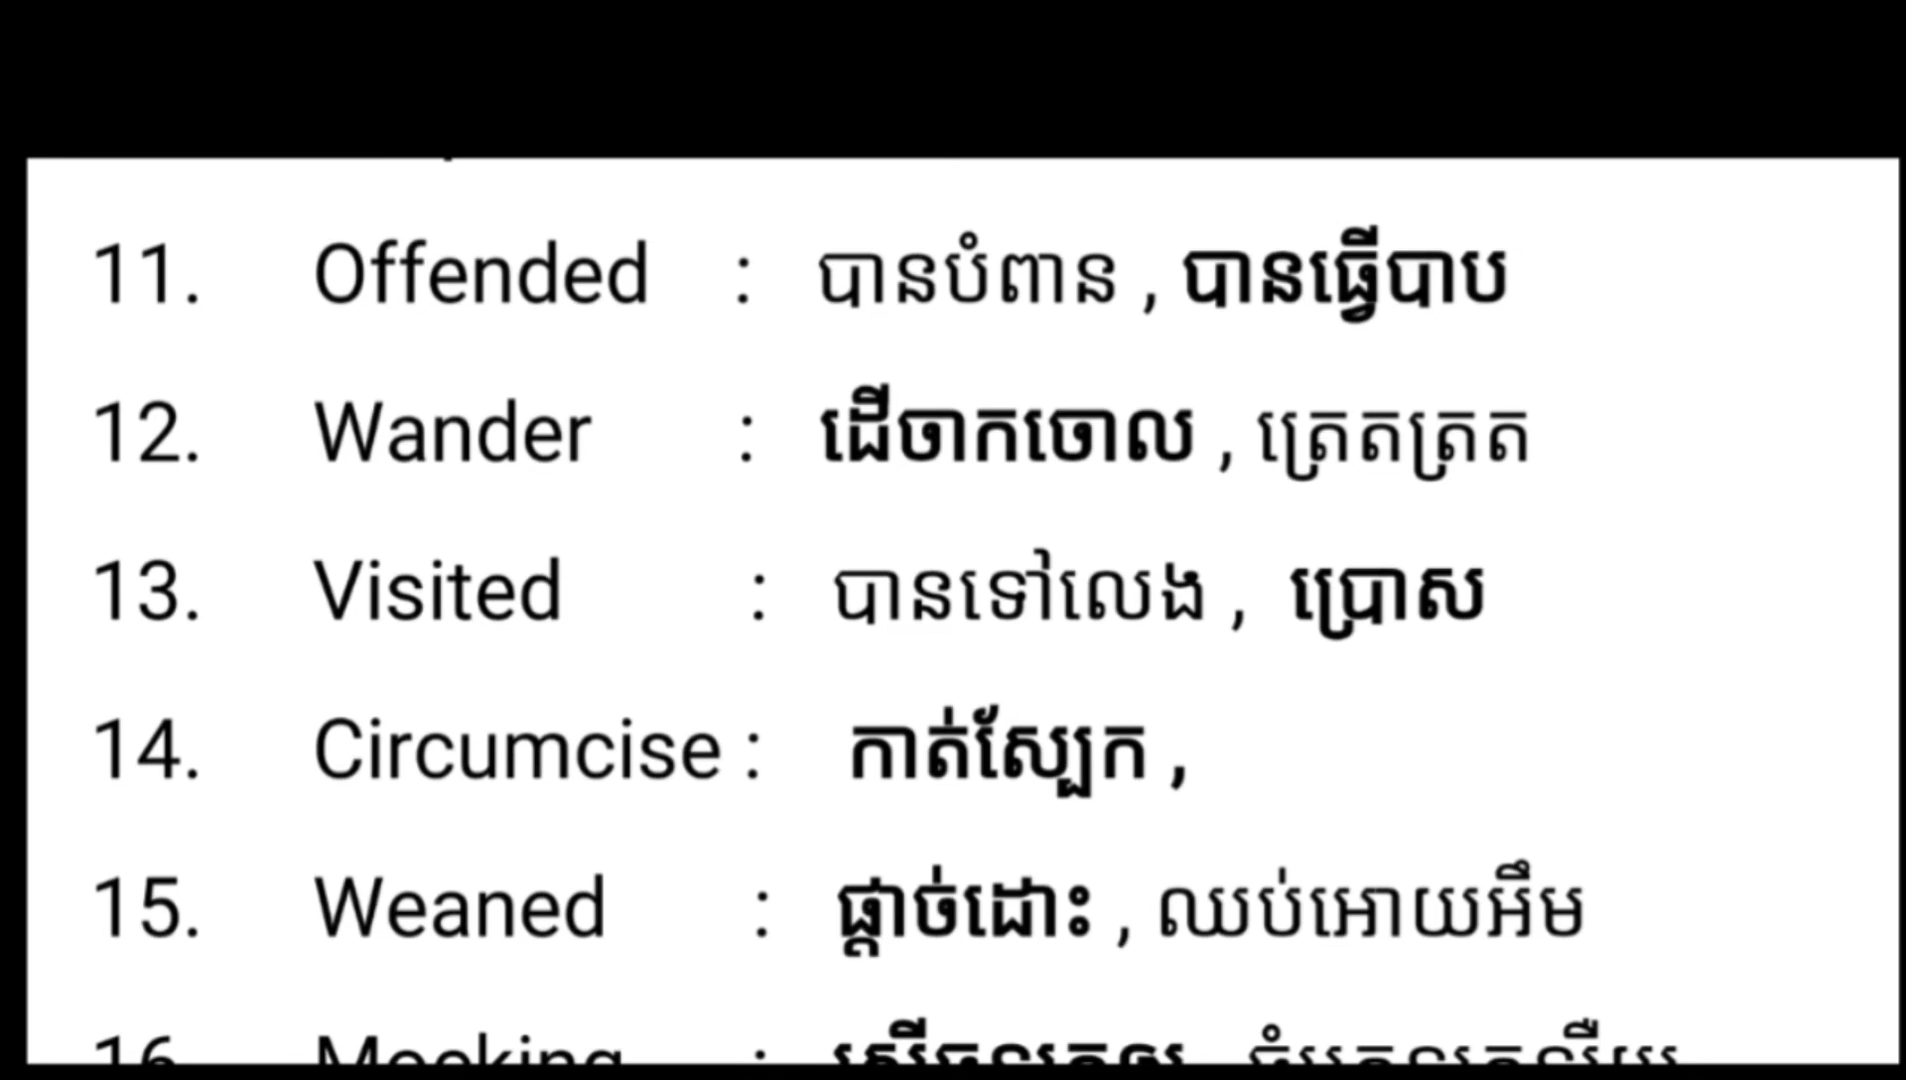 11. Offended : បានបំពាន , បានធ្វើបាប
12. Wander : ដើចាកចោល , ត្រេតត្រត
13. Visited : បានទៅលេង , ប្រោស
14. Circumcise : កាត់ស្បែក ,
15. Weaned : ផ្តាច់ដោះ , ឈប់អោយអឹម
16. Mocking :